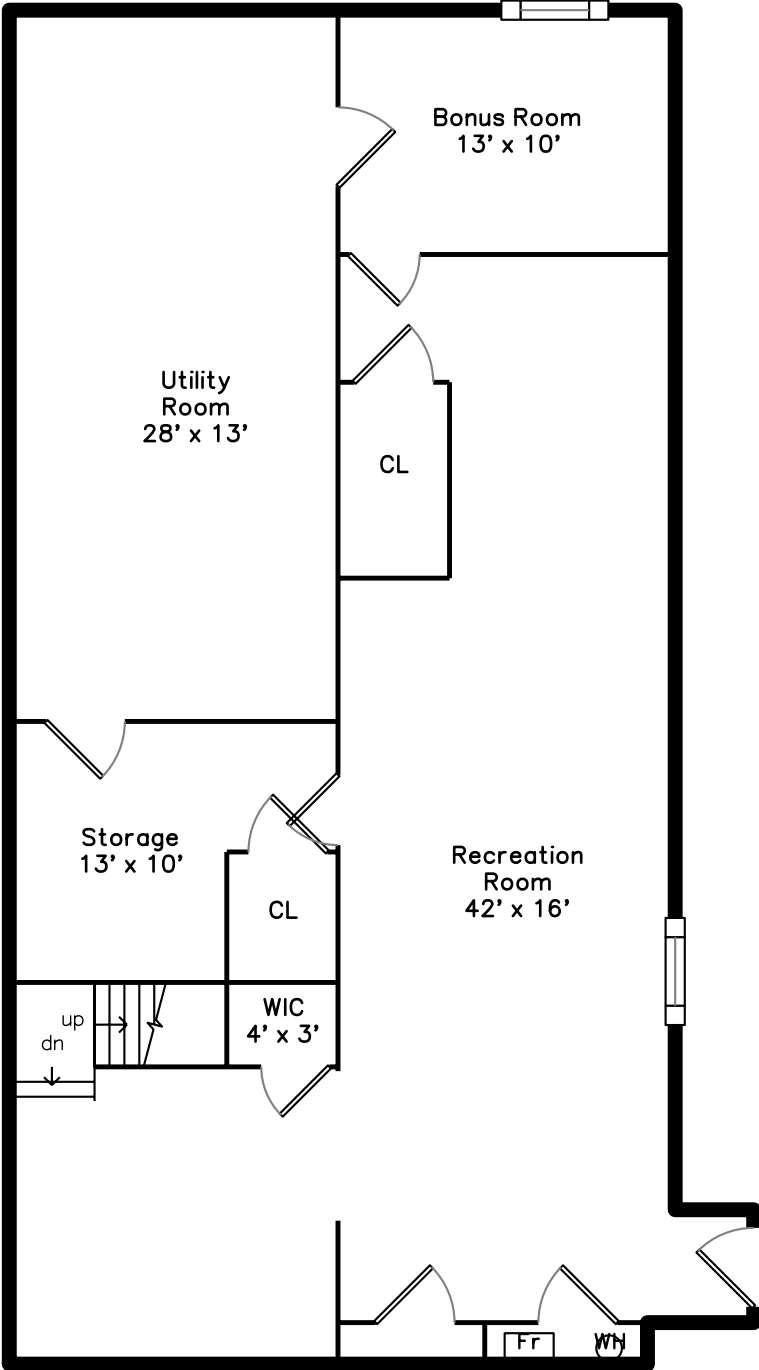 Bonus Room
13' x 10'
Utility
Room
28' x 13'
CL
Storage
13' x 10'
Recreation
Room
42' x 16'
CL
WIC
4' x 3'
up
dn
Fr
WH